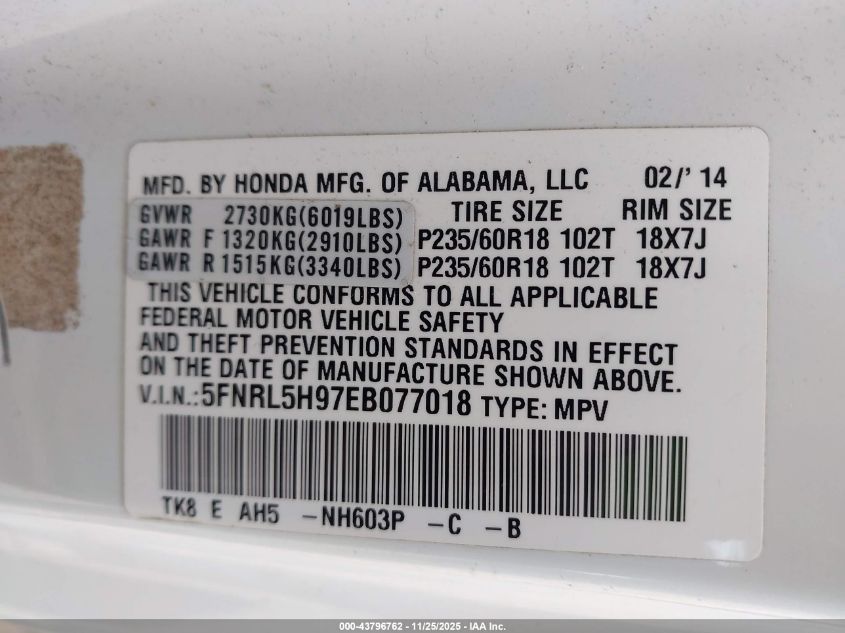 MFD. BY HONDA MFG. OF ALABAMA, LLC 02/' 14
GVWR 2730KG(6019LBS) TIRE SIZE RIM SIZE
GAWR F 1320KG(2910LBS) P235/60R18 102T 18X7J
GAWR R 1515KG(3340LBS) P235/60R18 102T 18X7J
THIS VEHICLE CONFORMS TO ALL APPLICABLE
FEDERAL MOTOR VEHICLE SAFETY
AND THEFT PREVENTION STANDARDS IN EFFECT
ON THE DATE OF MANUFACTURE SHOWN ABOVE.
V.I.N.:5FNRL5H97EB077018 TYPE: MPV
TK8 E AH5 -NH603P -C -B
000-43796762 - 11/25/2025 - IAA Inc.